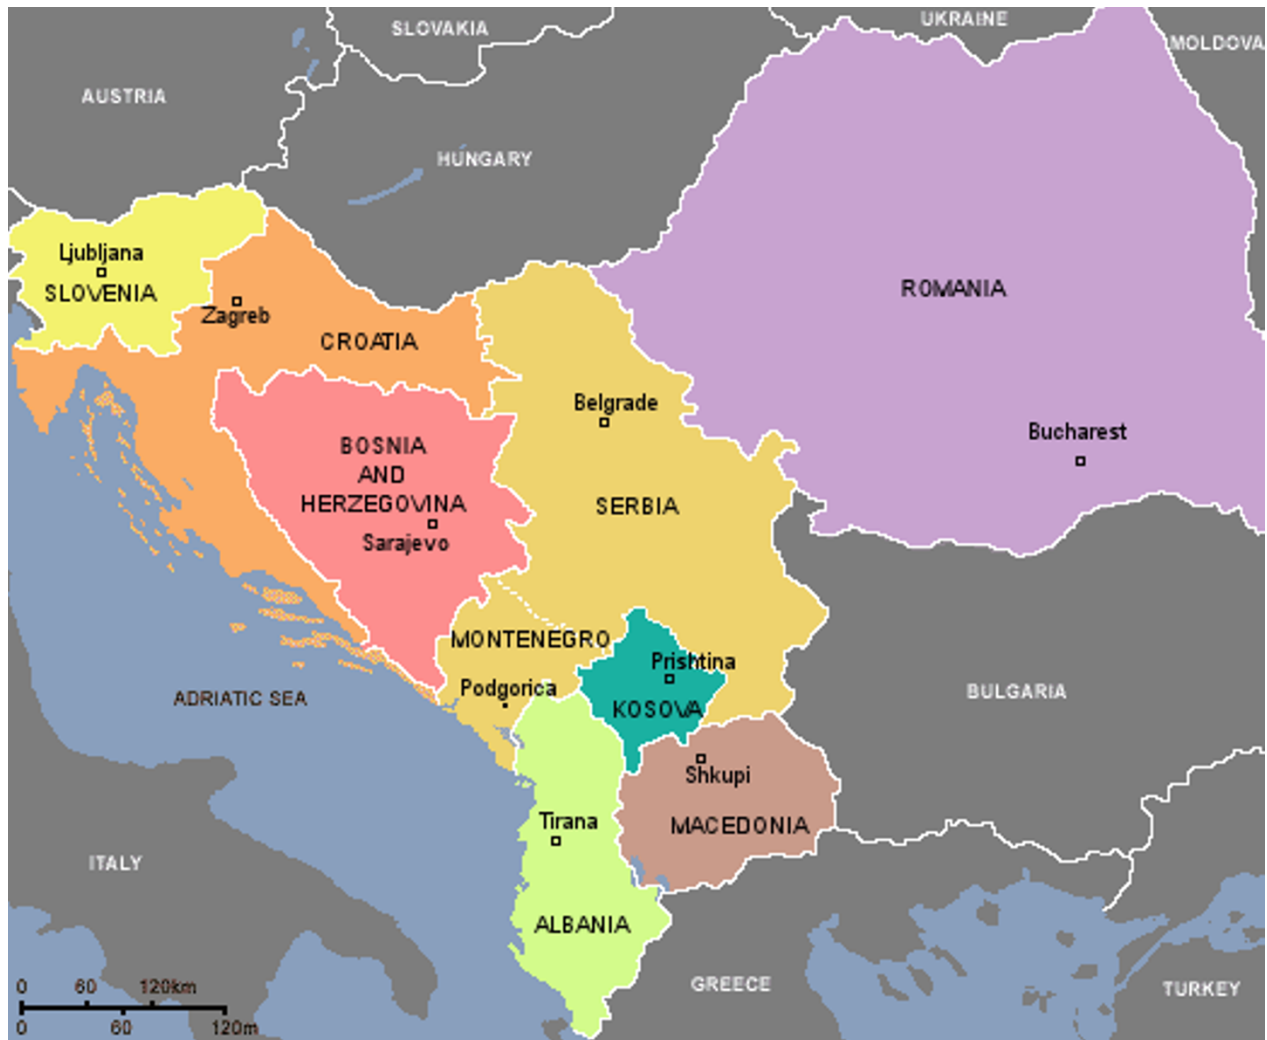 SLOVAKIA
UKRAINE
MOLDOVA
AUSTRIA
HUNGARY
Ljubljana
SLOVENIA
Zagreb
CROATIA
ROMANIA
Belgrade
Bucharest
BOSNIA
AND
HERZEGOVINA
Sarajevo
SERBIA
MONTENEGRO
Prishtina
Podgorica
KOSOVA
ADRIATIC SEA
BULGARIA
Shkupi
MACEDONIA
Tirana
ITALY
ALBANIA
GREECE
TURKEY
0 60 120km
0 60 120m